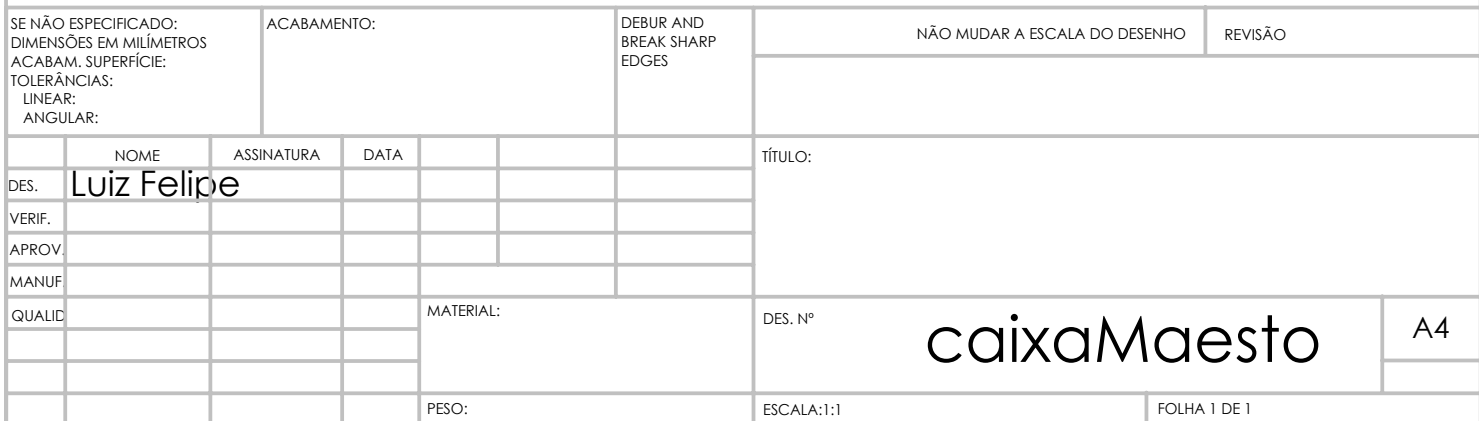 SE NÃO ESPECIFICADO:
DIMENSÕES EM MILÍMETROS
ACABAM. SUPERFÍCIE:
TOLERÂNCIAS:
LINEAR:
ANGULAR:
ACABAMENTO:
DEBUR AND
BREAK SHARP
EDGES
NÃO MUDAR A ESCALA DO DESENHO
REVISÃO
NOME
ASSINATURA
DATA
TÍTULO:
DES.
Luiz Felipe
VERIF.
APROV.
MANUF.
QUALID
MATERIAL:
DES. Nº
caixaMaesto
A4
PESO:
ESCALA:1:1
FOLHA 1 DE 1